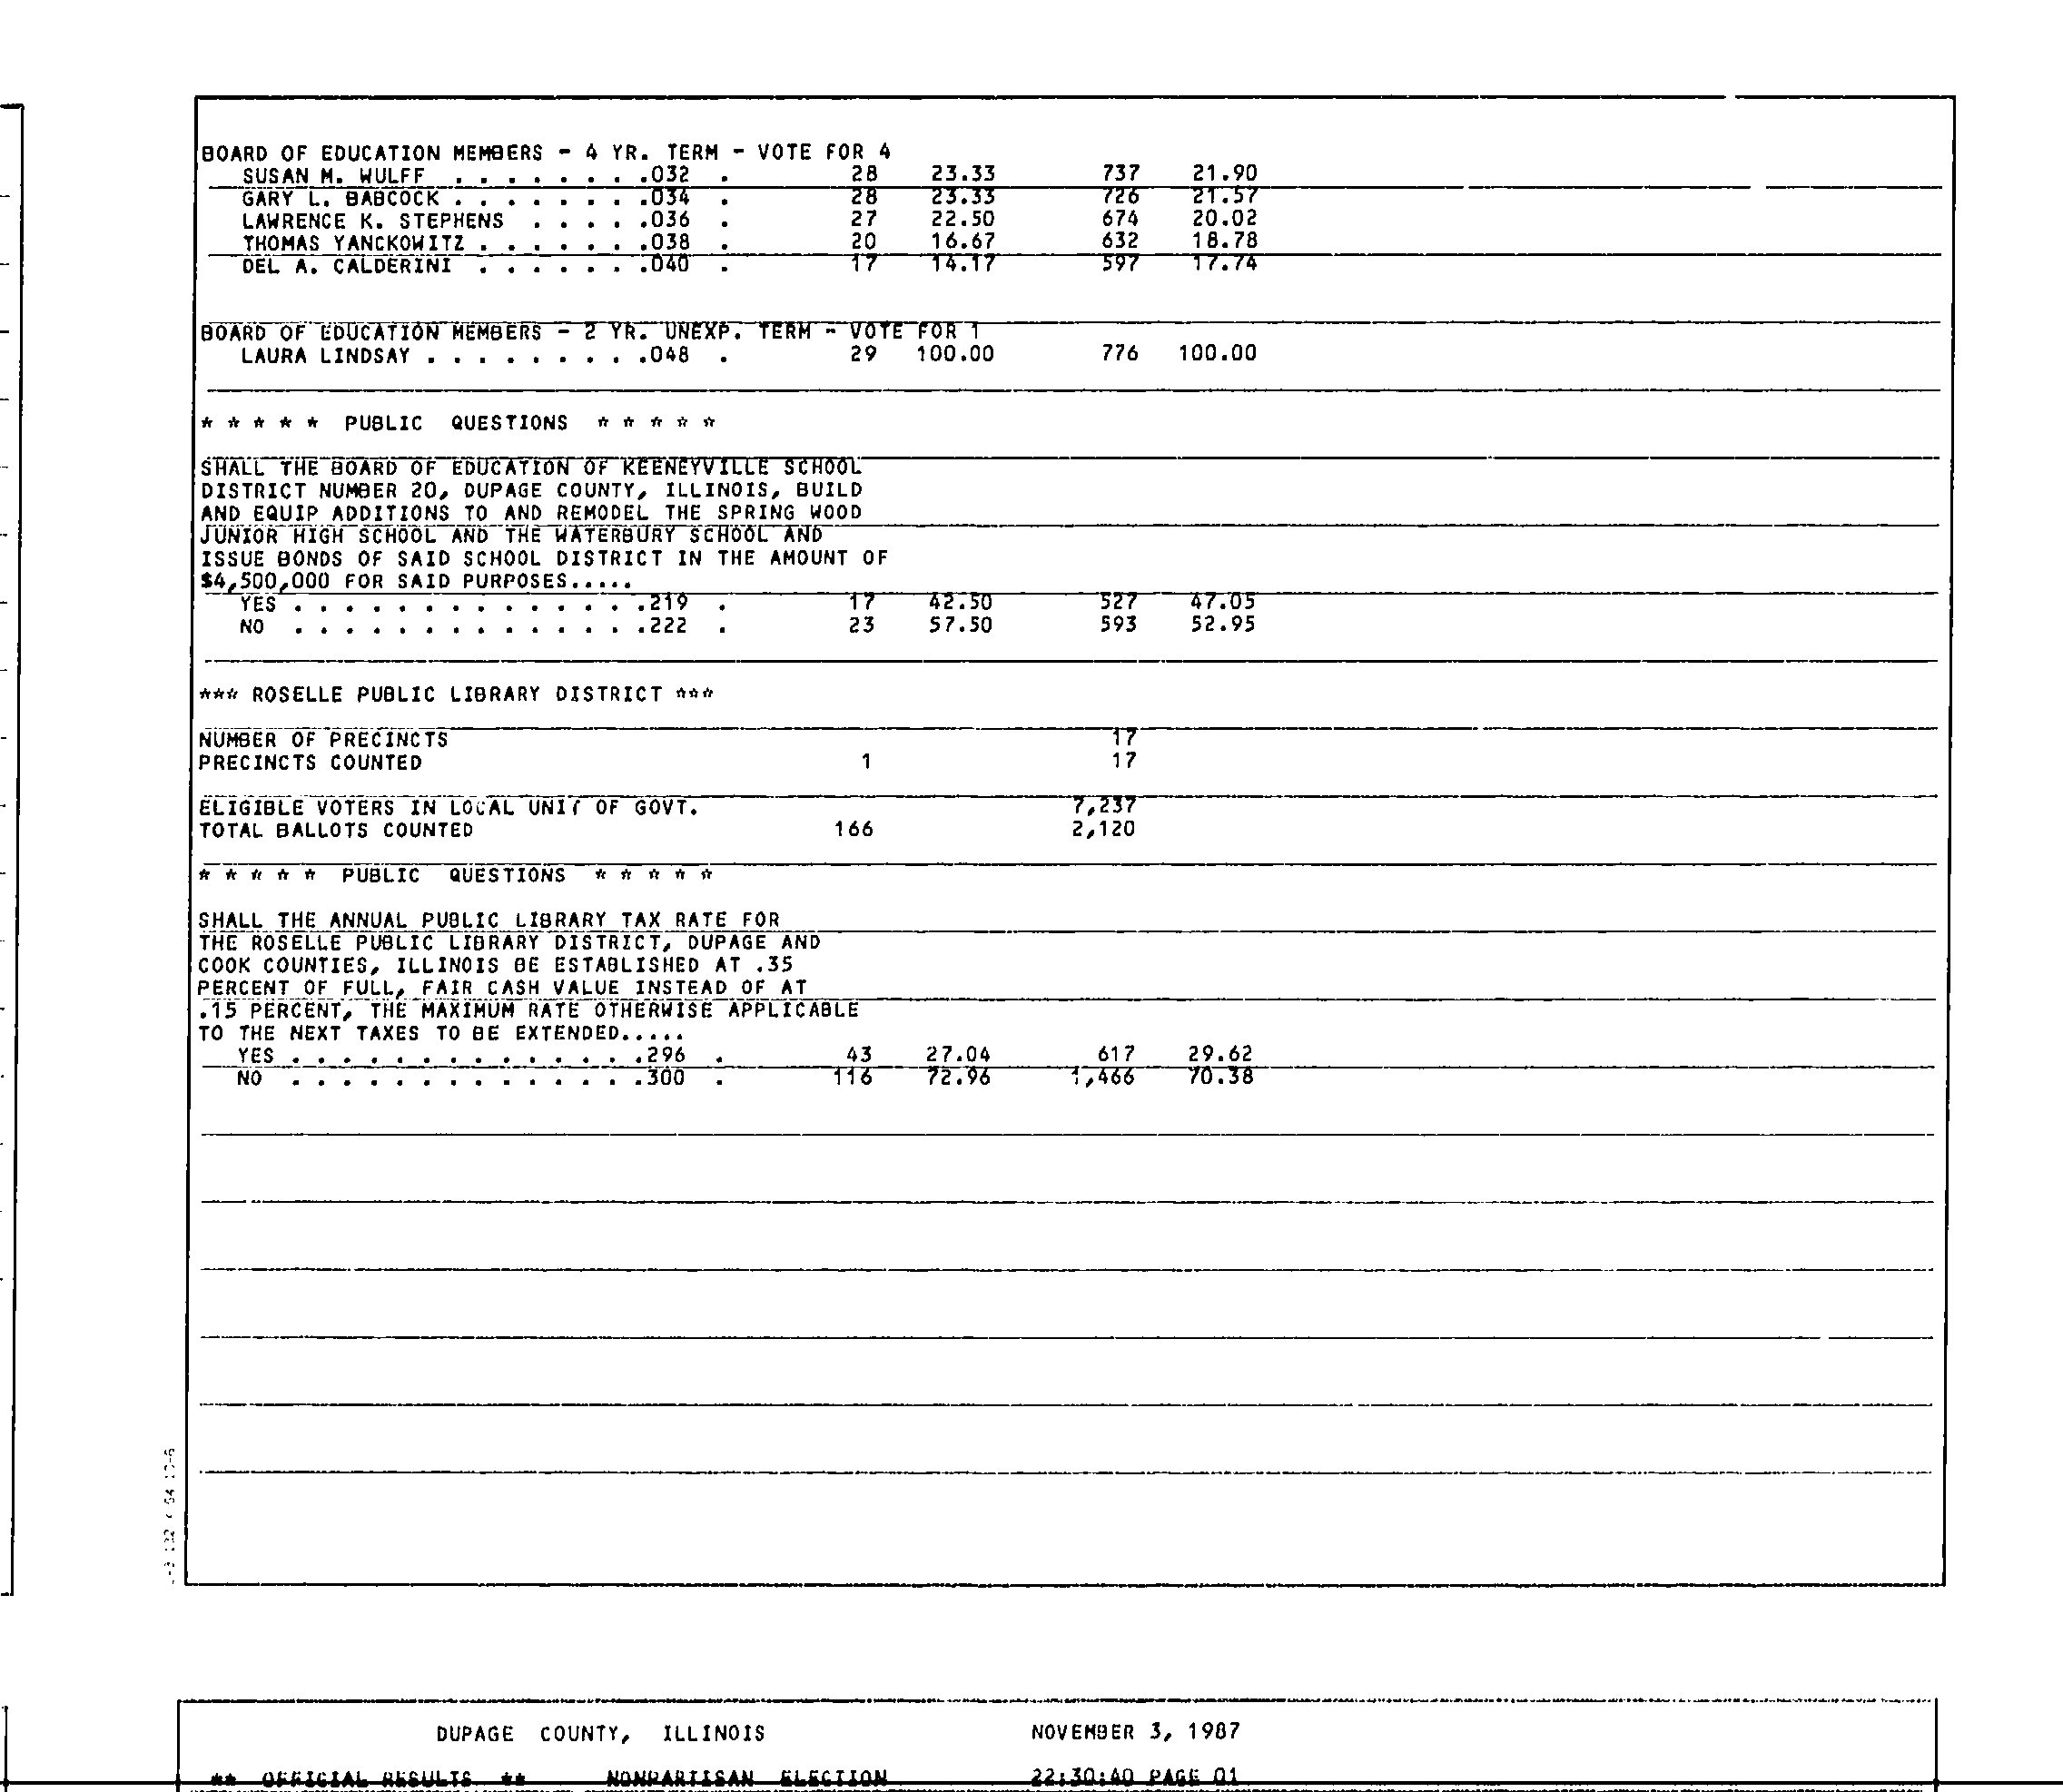 BOARD OF EDUCATION MEMBERS - 4 YR. TERM - VOTE FOR 4
SUSAN M. WULFF . . . . . . . .032 . 28 23.33 737 21.90
GARY L. BABCOCK . . . . . . . .034 . 28 23.33 726 21.57
LAWRENCE K. STEPHENS . . . . .036 . 27 22.50 674 20.02
THOMAS YANCKOWITZ . . . . . . .038 . 20 16.67 632 18.78
DEL A. CALDERINI . . . . . . .040 . 17 14.17 597 17.74
BOARD OF EDUCATION MEMBERS - 2 YR. UNEXP. TERM - VOTE FOR 1
LAURA LINDSAY . . . . . . . . .048 . 29 100.00 776 100.00
* * * * * PUBLIC QUESTIONS * * * * *
SHALL THE BOARD OF EDUCATION OF KEENEYVILLE SCHOOL
DISTRICT NUMBER 20, DUPAGE COUNTY, ILLINOIS, BUILD
AND EQUIP ADDITIONS TO AND REMODEL THE SPRING WOOD
JUNIOR HIGH SCHOOL AND THE WATERBURY SCHOOL AND
ISSUE BONDS OF SAID SCHOOL DISTRICT IN THE AMOUNT OF
$4,500,000 FOR SAID PURPOSES.....
YES . . . . . . . . . . . . . .219 . 17 42.50 527 47.05
NO . . . . . . . . . . . . . .222 . 23 57.50 593 52.95
*** ROSELLE PUBLIC LIBRARY DISTRICT ***
NUMBER OF PRECINCTS 17
PRECINCTS COUNTED 1 17
ELIGIBLE VOTERS IN LOCAL UNIT OF GOVT. 7,237
TOTAL BALLOTS COUNTED 166 2,120
* * * * * PUBLIC QUESTIONS * * * * *
SHALL THE ANNUAL PUBLIC LIBRARY TAX RATE FOR
THE ROSELLE PUBLIC LIBRARY DISTRICT, DUPAGE AND
COOK COUNTIES, ILLINOIS BE ESTABLISHED AT .35
PERCENT OF FULL, FAIR CASH VALUE INSTEAD OF AT
.15 PERCENT, THE MAXIMUM RATE OTHERWISE APPLICABLE
TO THE NEXT TAXES TO BE EXTENDED.....
YES . . . . . . . . . . . . . .296 . 43 27.04 617 29.62
NO . . . . . . . . . . . . . .300 . 116 72.96 1,466 70.38
DUPAGE COUNTY, ILLINOIS NOVEMBER 3, 1987
** OFFICIAL RESULTS ** NONPARTISAN ELECTION 22:30:40 PAGE 01